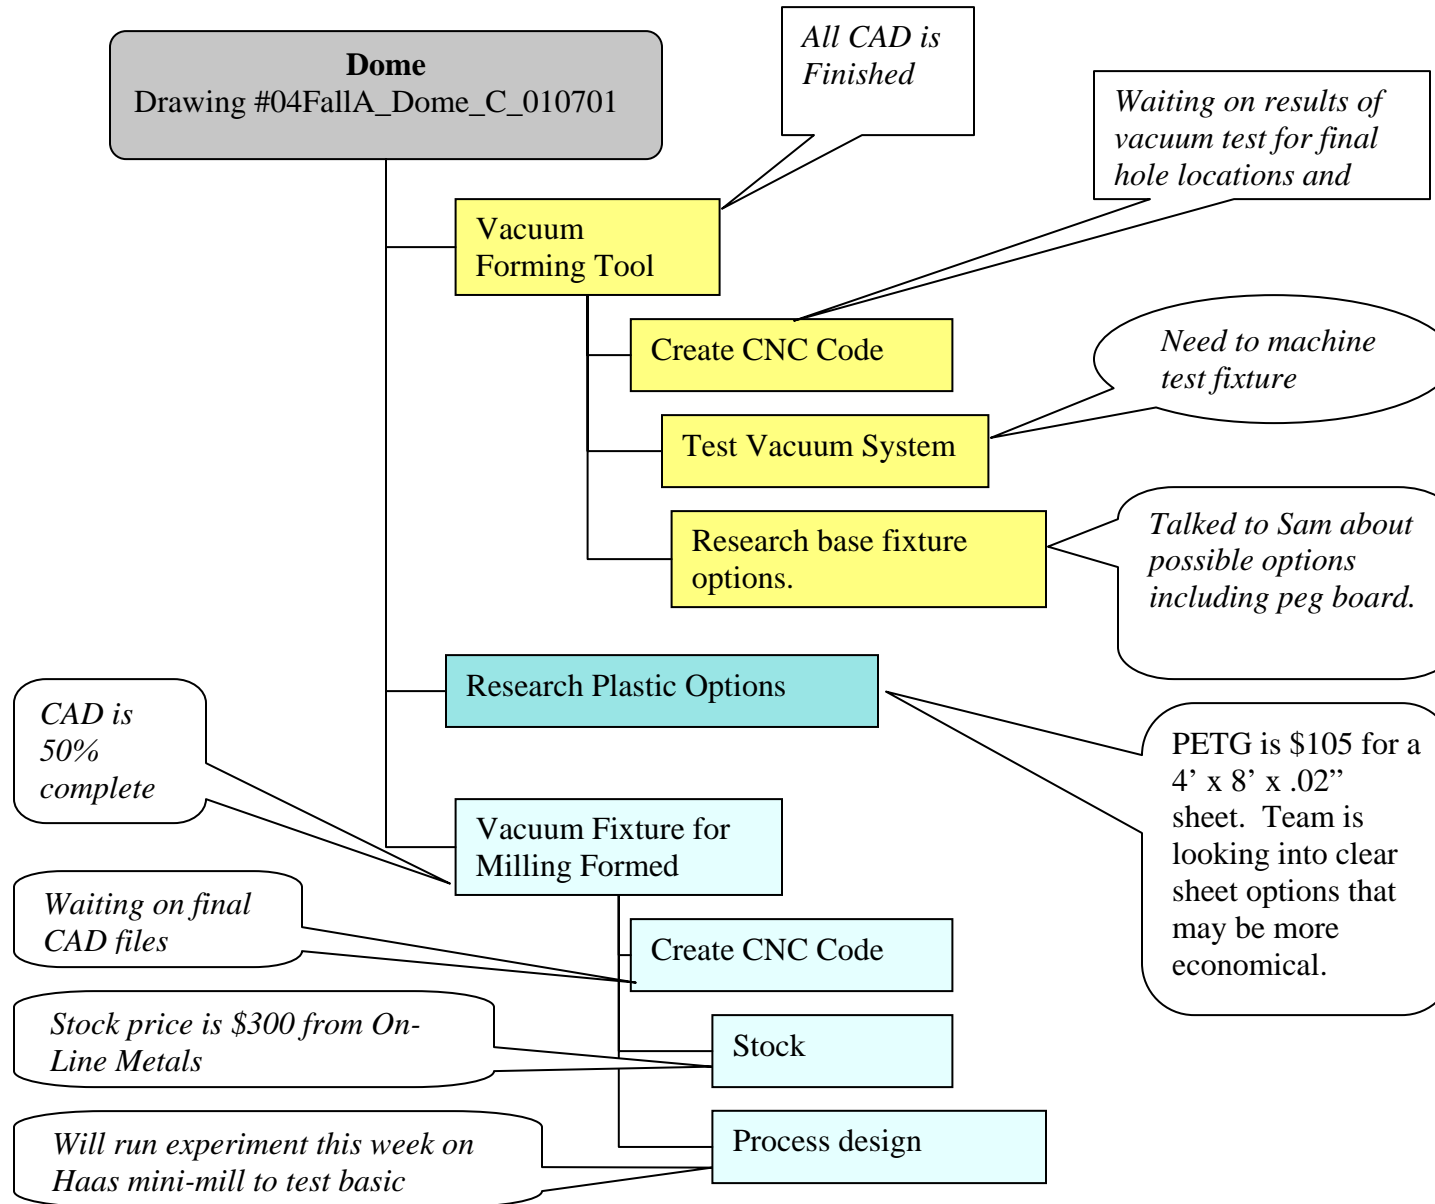 Dome
Drawing #04FallA_Dome_C_010701
All CAD is
Finished
Waiting on results of
vacuum test for final
hole locations and
Vacuum
Forming Tool
Create CNC Code
Need to machine
test fixture
Test Vacuum System
Research base fixture
options.
Talked to Sam about
possible options
including peg board.
Research Plastic Options
CAD is
50%
complete
PETG is $105 for a
4’ x 8’ x .02”
sheet.  Team is
looking into clear
sheet options that
may be more
economical.
Vacuum Fixture for
Milling Formed
Waiting on final
CAD files
Create CNC Code
Stock price is $300 from On-
Line Metals
Stock
Will run experiment this week on
Haas mini-mill to test basic
Process design